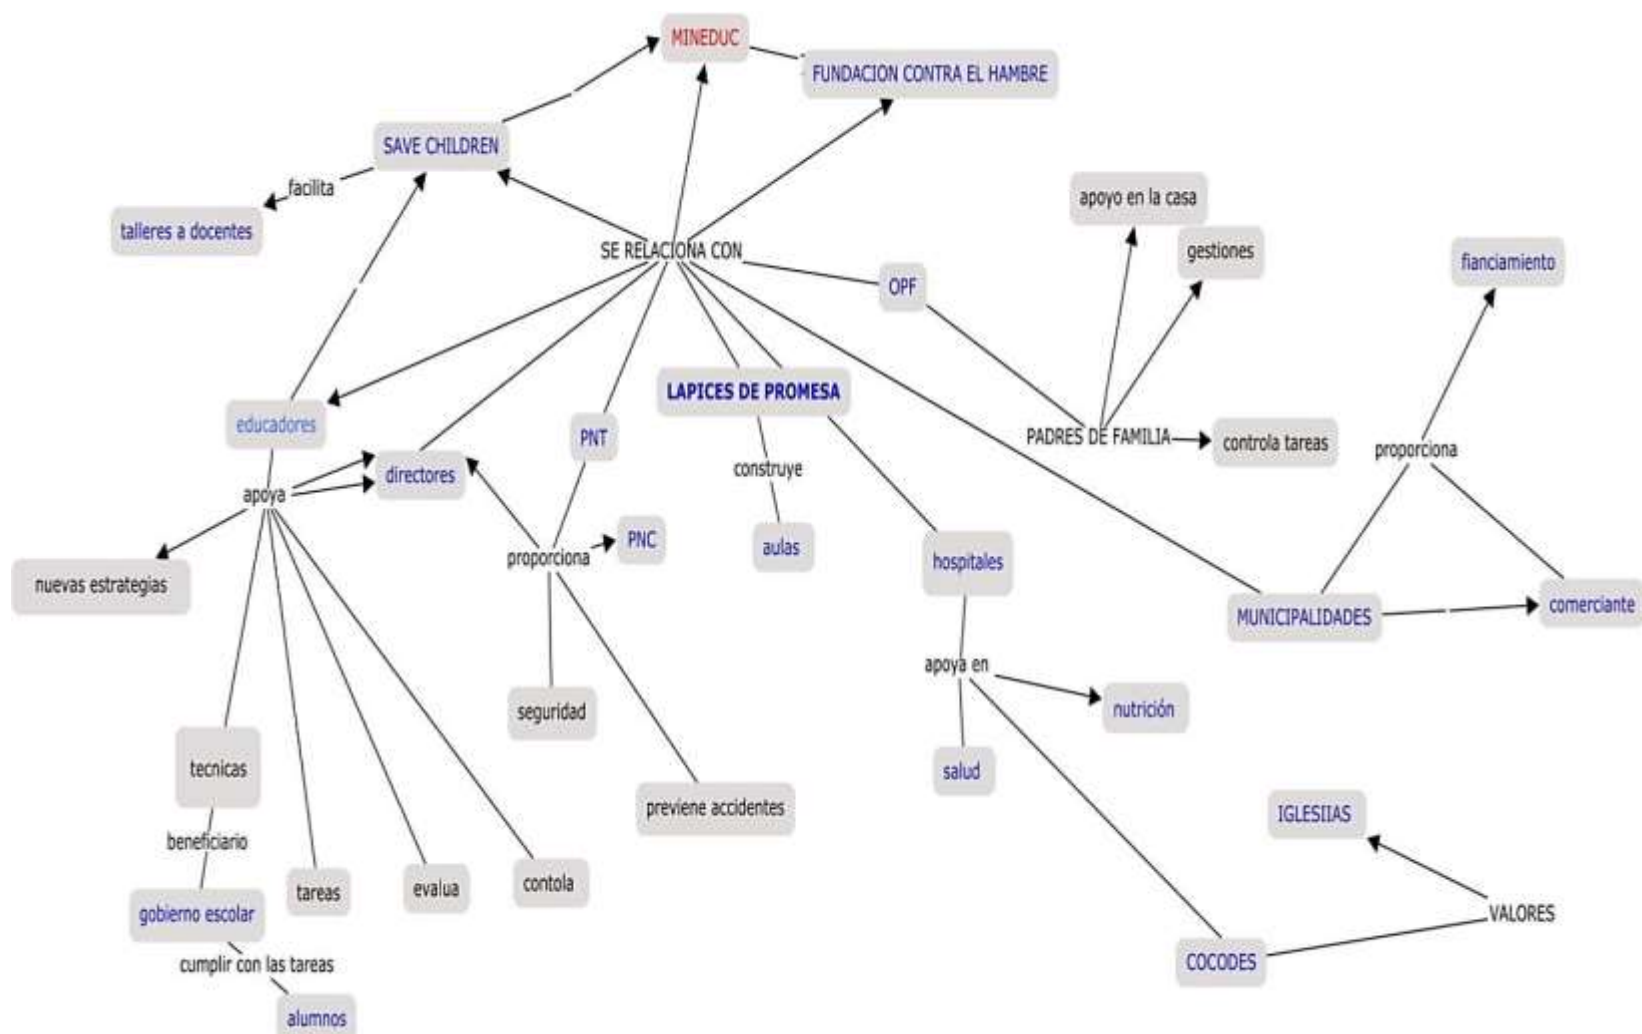 MINEDUC
FUNDACION CONTRA EL HAMBRE
SAVE CHILDREN
facilita
talleres a docentes
apoyo en la casa
SE RELACIONA CON
gestiones
fianciamiento
OPF
LAPICES DE PROMESA
educadores
PNT
PADRES DE FAMILIA
controla tareas
proporciona
construye
directores
apoya
PNC
aulas
proporciona
hospitales
nuevas estrategias
MUNICIPALIDADES
comerciante
apoya en
seguridad
nutrición
tecnicas
salud
previene accidentes
IGLESIIAS
beneficiario
tareas
evalua
contola
gobierno escolar
VALORES
cumplir con las tareas
COCODES
alumnos